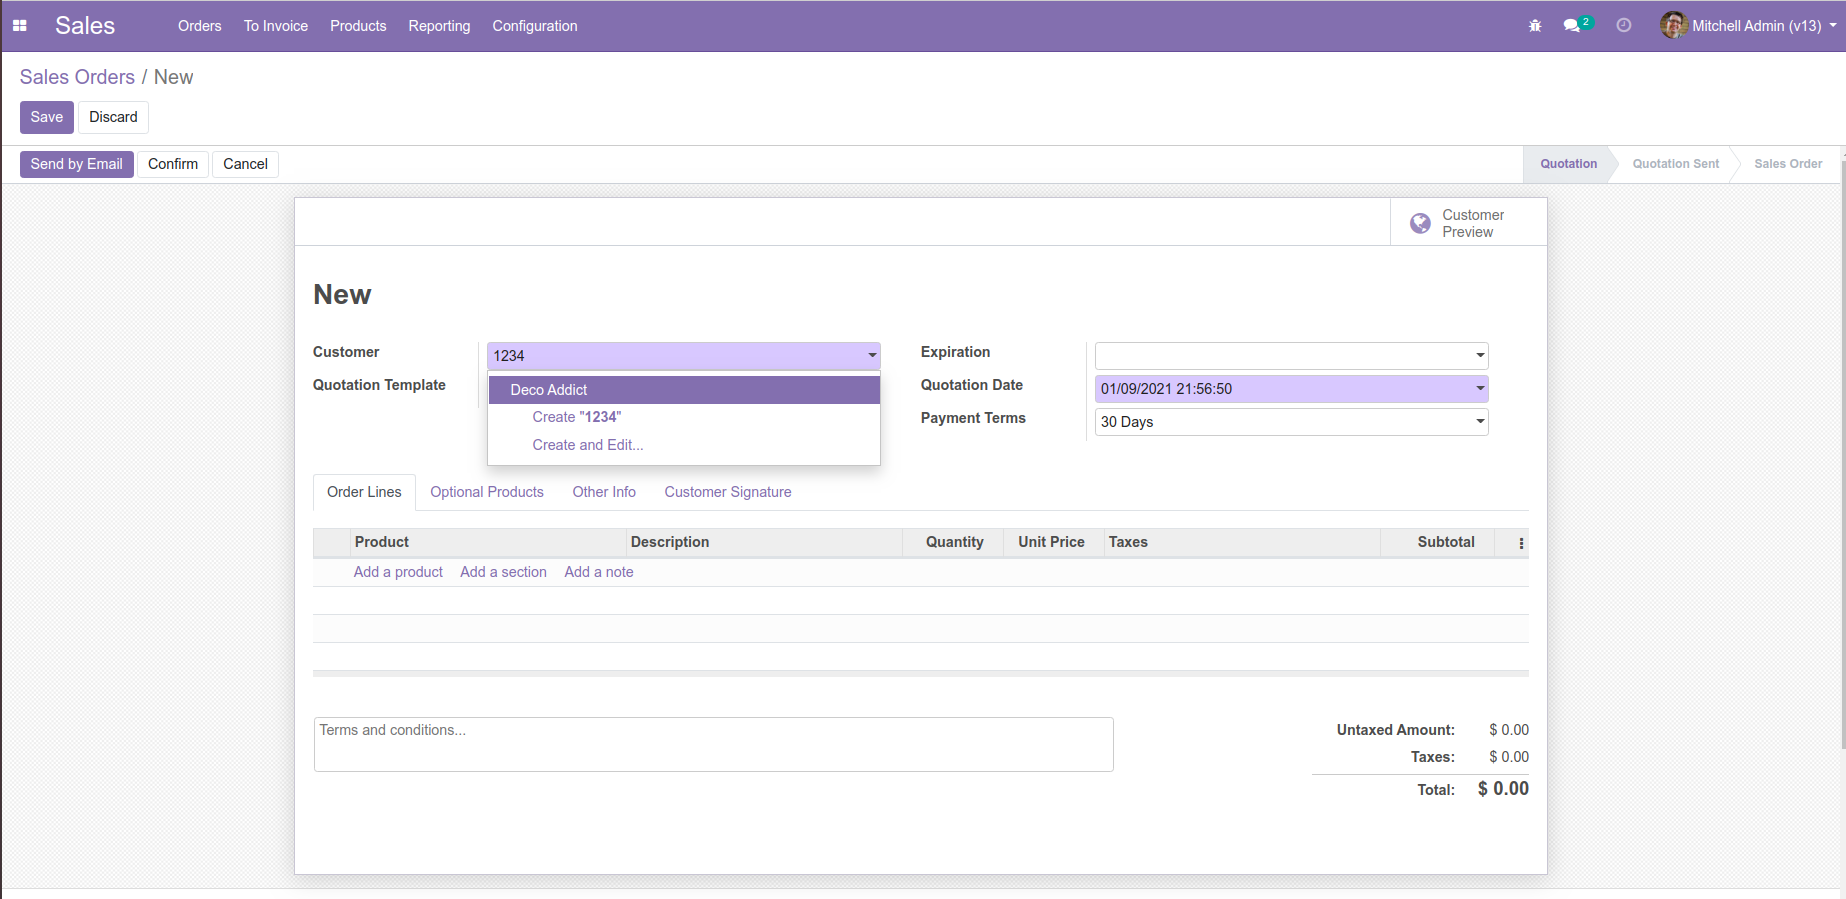 Sales Orders To Invoice Products Reporting Configuration 2 Mitchell Admin (v13)
Sales Orders / New
Save Discard
Send by Email Confirm Cancel Quotation Quotation Sent Sales Order
Customer
Preview
New
Customer 1234 Expiration
Quotation Template Deco Addict Quotation Date 01/09/2021 21:56:50
Create "1234" Payment Terms 30 Days
Create and Edit...
Order Lines Optional Products Other Info Customer Signature
Product Description Quantity Unit Price Taxes Subtotal
Add a product Add a section Add a note
Terms and conditions... Untaxed Amount: $ 0.00
Taxes: $ 0.00
Total: $ 0.00